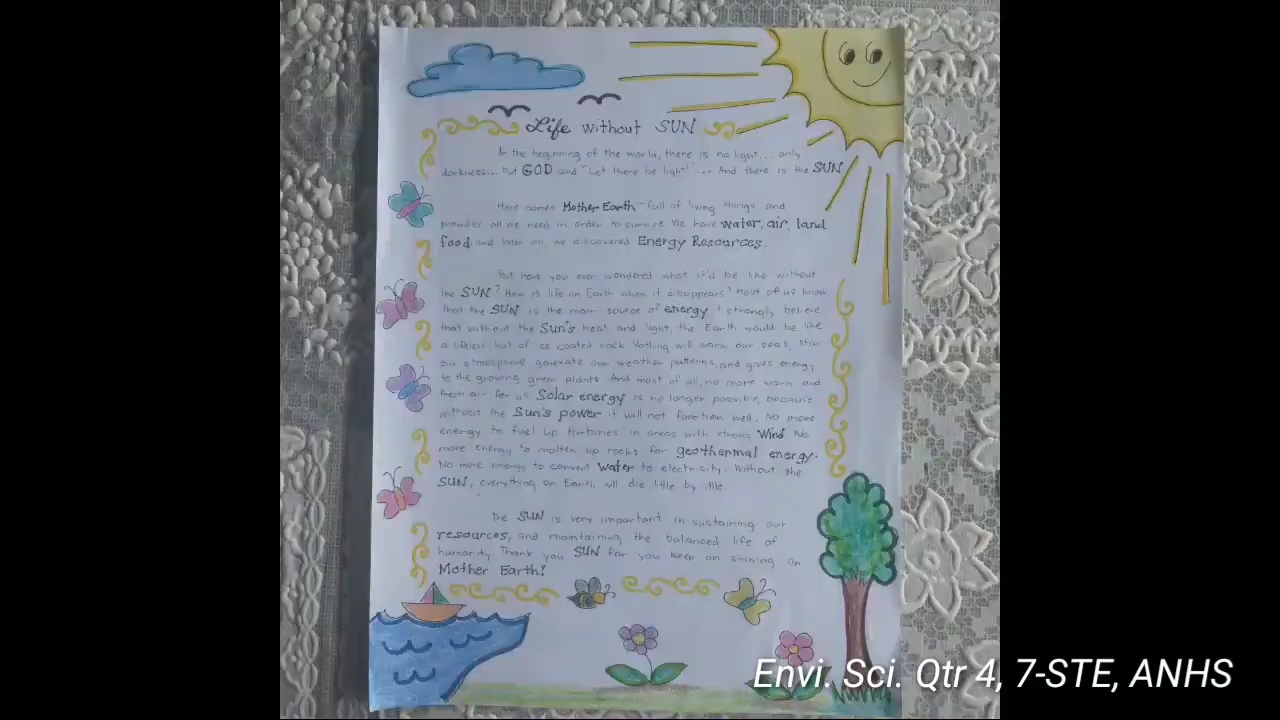 Life without SUN
In the beginning of the world, there is no light... only
darkness... But GOD said "Let there be light"... And there is the SUN
Here comes Mother Earth - full of living things and
provides all we need in order to survive. We have water, air, land
food, and later on, we discovered Energy Resources.
But have you ever wondered what it'd be like without
the SUN? How is life on Earth when it disappears? Most of us know
that the SUN is the main source of energy. I strongly believe
that without the Sun's heat and light, the Earth would be like
a lifeless ball of ice coated rock. Nothing will warm our seas, stir
our atmosphere, generate our weather patterns, and gives energy
to the growing green plants. And most of all, no more warm and
fresh air for us. Solar energy is no longer possible, because
without the Sun's power it will not function well. No more
energy to fuel up turbines in areas with strong Wind. No
more energy to molten up rocks for geothermal energy.
No more energy to convert water to electricity. Without the
SUN, everything on Earth will die little by little.
The SUN is very important in sustaining our
resources, and maintaining the balanced life of
humanity. Thank you SUN for you keep on shining on
Mother Earth!
Envi. Sci. Qtr 4, 7-STE, ANHS